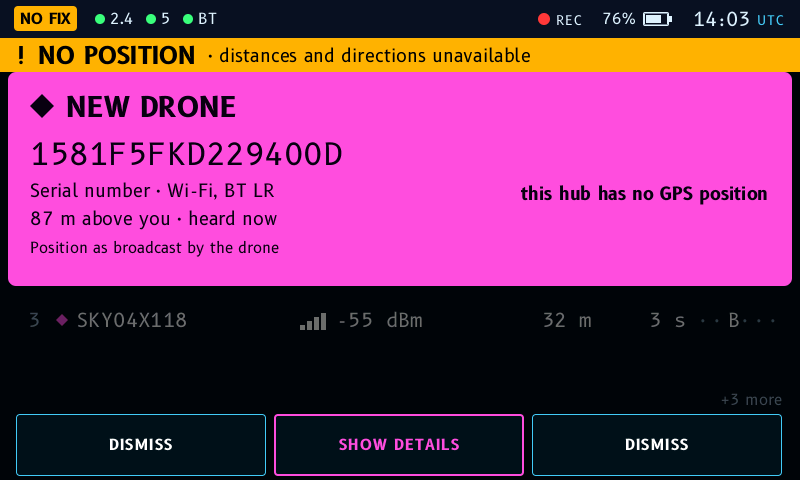 NO FIX 2.4 5 BT REC 76% 14:03 UTC
! NO POSITION · distances and directions unavailable
◆ NEW DRONE
1581F5FKD229400D
Serial number · Wi-Fi, BT LR
this hub has no GPS position
87 m above you · heard now
Position as broadcast by the drone
3 ◆ SKY04X118 -55 dBm 32 m 3 s ··B···
+3 more
DISMISS SHOW DETAILS DISMISS